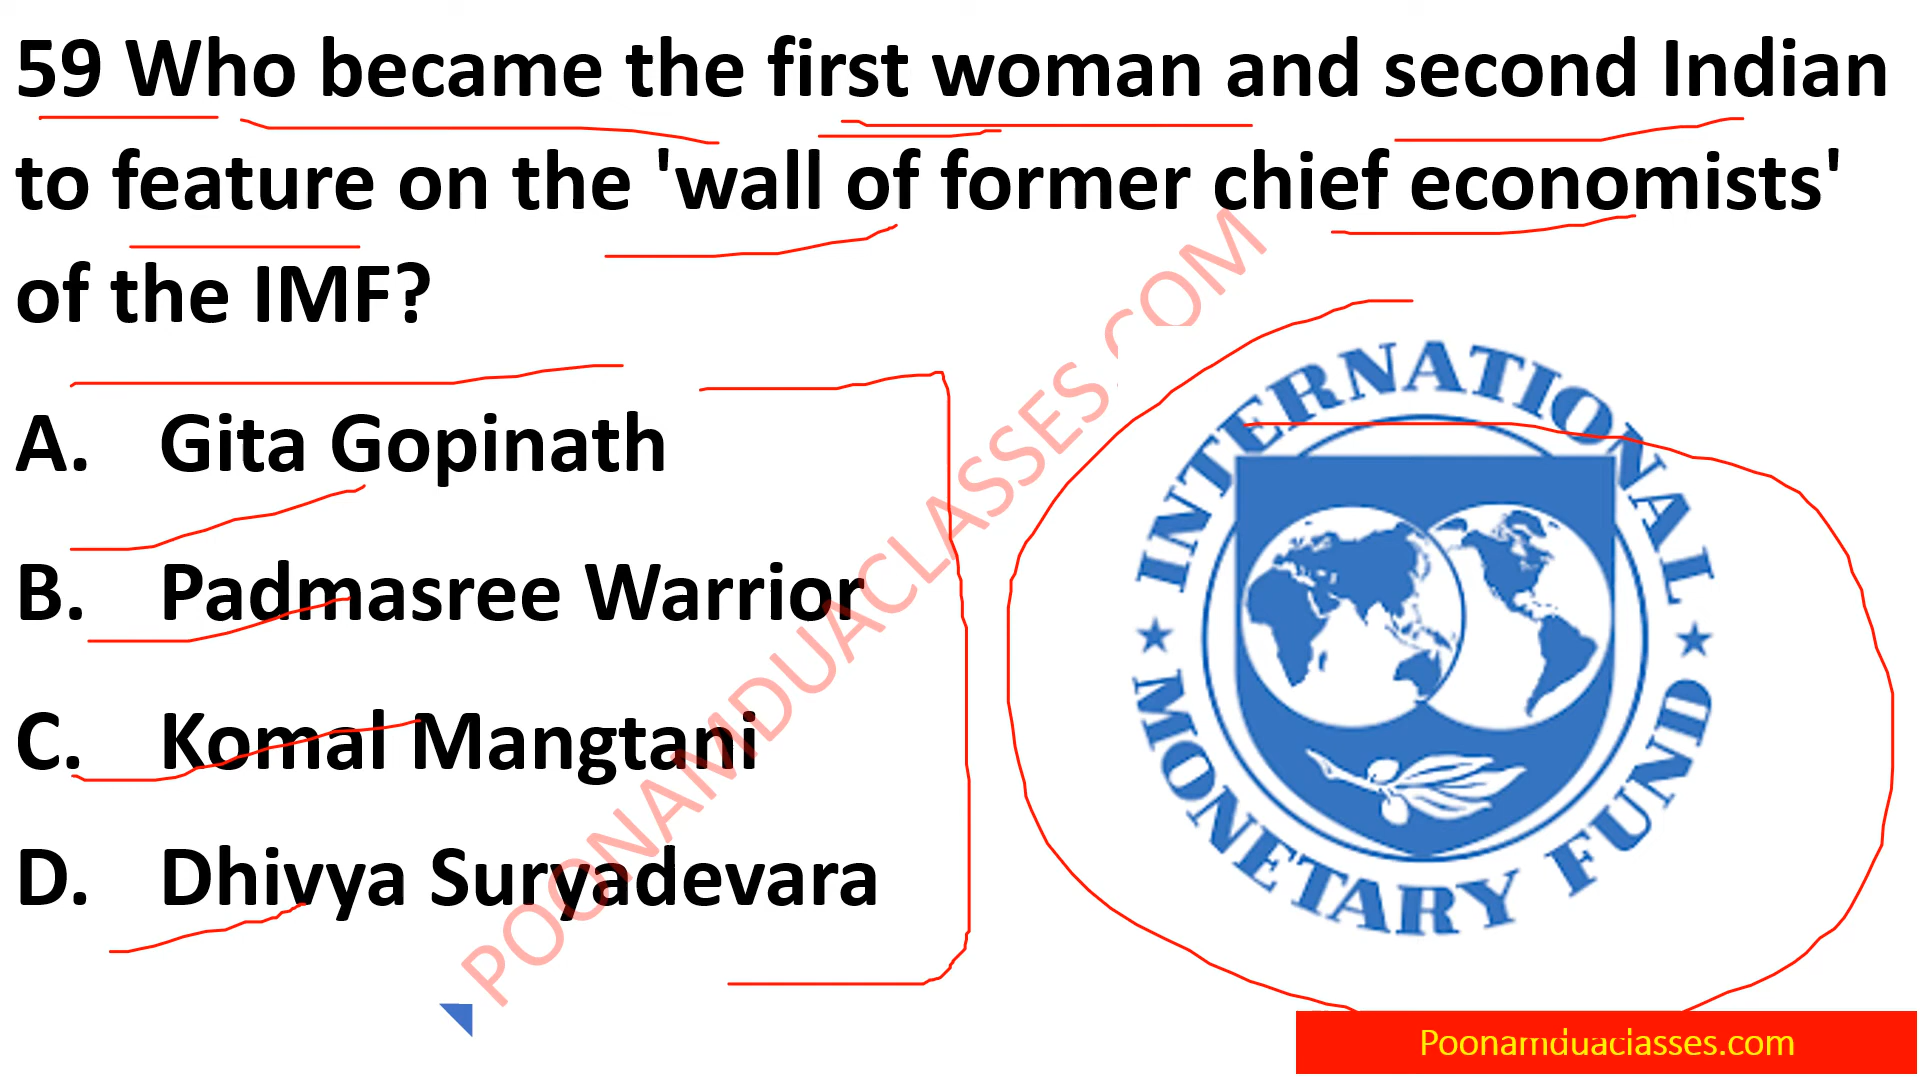 59 Who became the first woman and second Indian
to feature on the 'wall of former chief economists'
of the IMF?
A. Gita Gopinath
B. Padmasree Warrior
C. Komal Mangtani
D. Dhivya Suryadevara
POONAMDUACLASSES.COM
INTERNATIONAL
MONETARY FUND
Poonamduaclasses.com